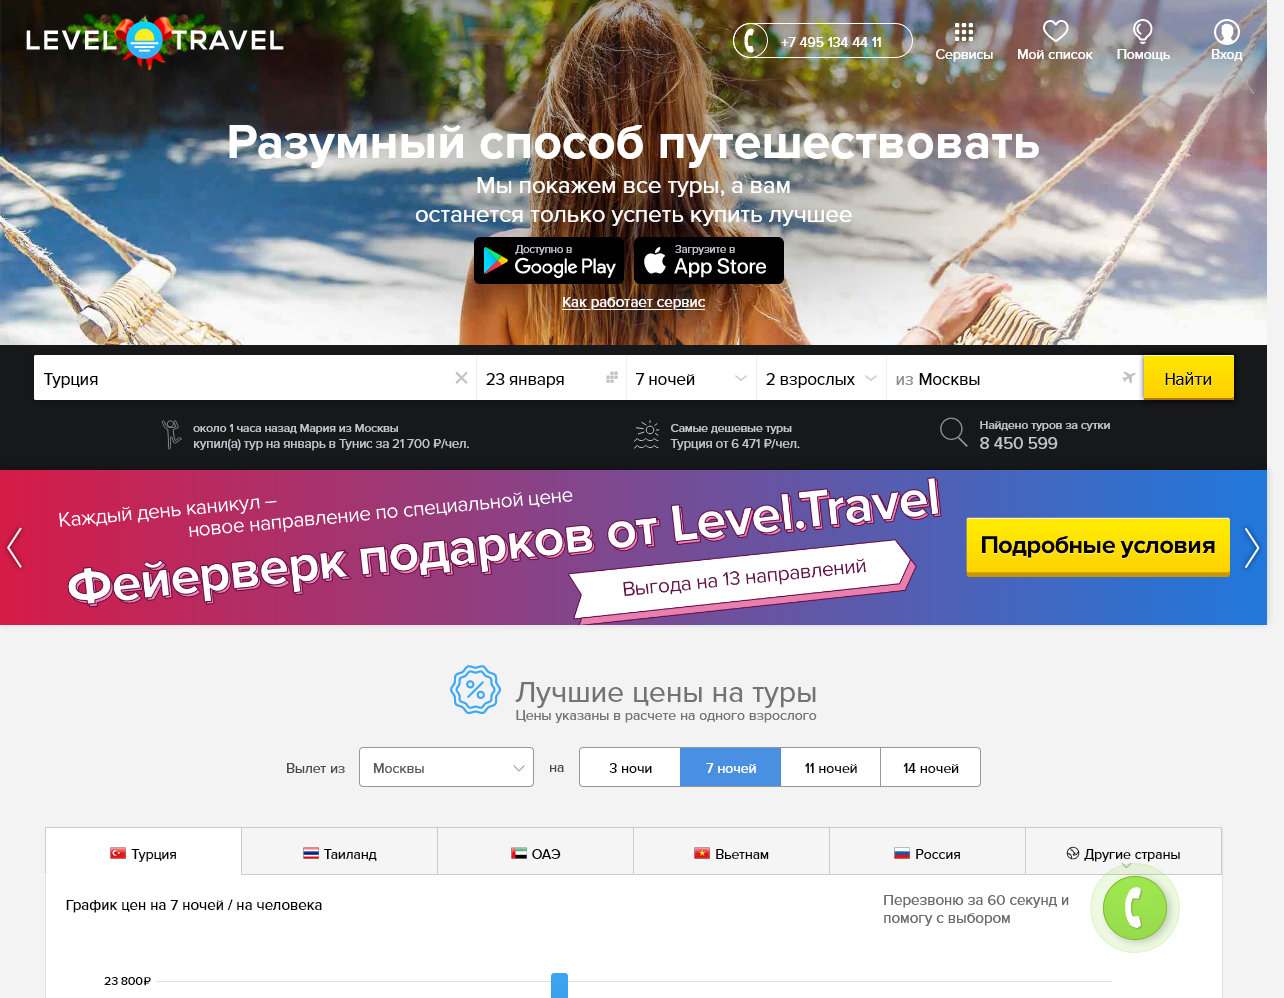 LEVEL TRAVEL
+7 495 134 44 11
Сервисы
Мой список
Помощь
Вход
Разумный способ путешествовать
Мы покажем все туры, а вам
останется только успеть купить лучшее
Доступно в
Google Play
Загрузите в
App Store
Как работает сервис
Турция
23 января
7 ночей
2 взрослых
из Москвы
Найти
около 1 часа назад Мария из Москвы
купил(а) тур на январь в Тунис за 21 700 ₽/чел.
Самые дешевые туры
Турция от 6 471 ₽/чел.
Найдено туров за сутки
8 450 599
Каждый день каникул –
новое направление по специальной цене
Фейерверк подарков от Level.Travel
Выгода на 13 направлений
Подробные условия
Лучшие цены на туры
Цены указаны в расчете на одного взрослого
Вылет из
Москвы
на
3 ночи
7 ночей
11 ночей
14 ночей
Турция
Таиланд
ОАЭ
Вьетнам
Россия
Другие страны
График цен на 7 ночей / на человека
Перезвоню за 60 секунд и
помогу с выбором
23 800₽